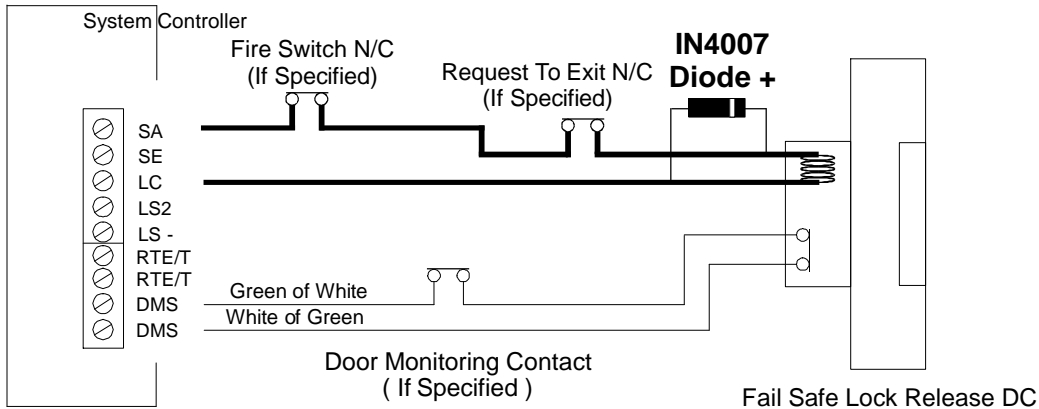 System Controller
Fire Switch N/C
(If Specified)
Request To Exit N/C
(If Specified)
IN4007
Diode +
SA
SE
LC
LS2
LS -
RTE/T
RTE/T
DMS
DMS
Green of White
White of Green
Door Monitoring Contact
( If Specified )
Fail Safe Lock Release DC